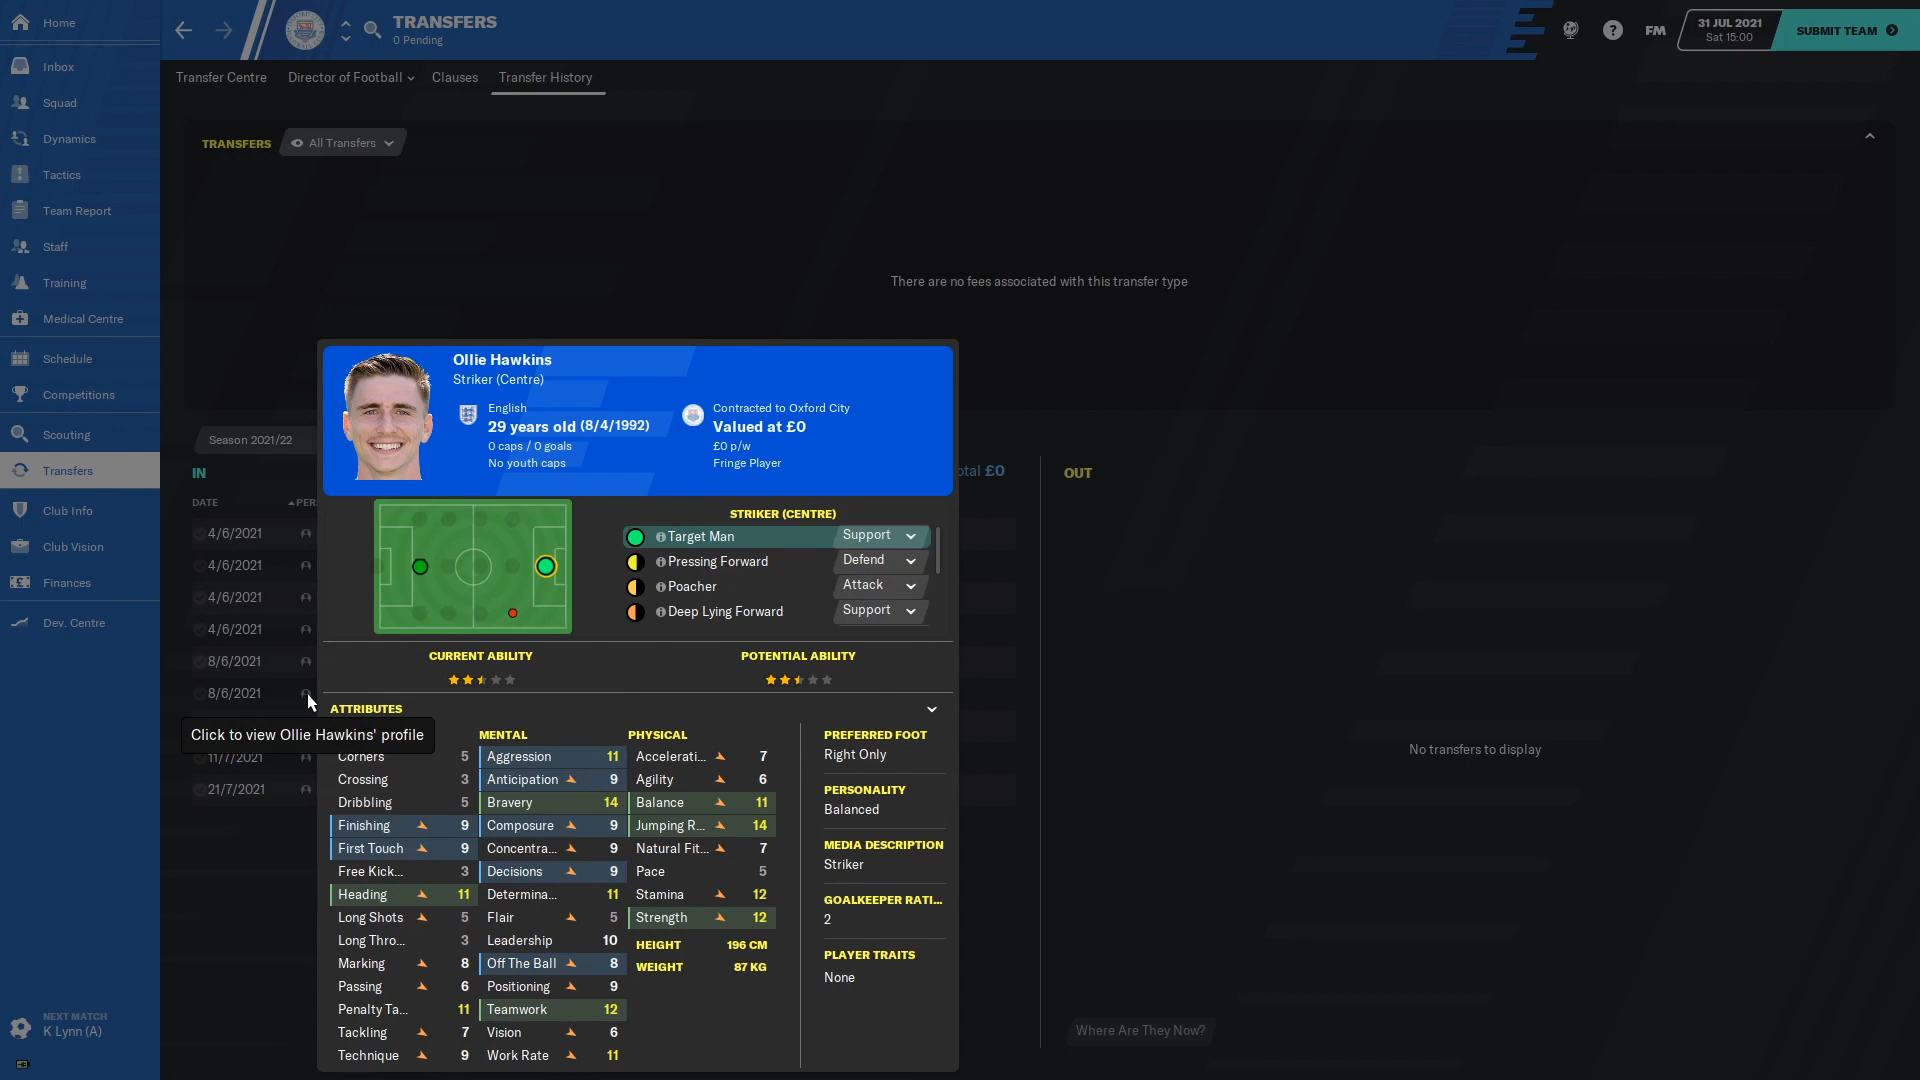 Home
Inbox
Squad
Dynamics
Tactics
Team Report
Staff
Training
Medical Centre
Schedule
Competitions
Scouting
Transfers
Club Info
Club Vision
Finances
Dev. Centre
NEXT MATCH
K Lynn (A)
TRANSFERS
0 Pending
FM
31 JUL 2021
Sat 15:00
SUBMIT TEAM
Transfer Centre
Director of Football
Clauses
Transfer History
TRANSFERS
All Transfers
There are no fees associated with this transfer type
Season 2021/22
IN
otal £0
DATE
PER
4/6/2021
4/6/2021
4/6/2021
4/6/2021
8/6/2021
8/6/2021
11/7/2021
21/7/2021
OUT
No transfers to display
Where Are They Now?
Click to view Ollie Hawkins' profile
Ollie Hawkins
Striker (Centre)
English
29 years old (8/4/1992)
0 caps / 0 goals
No youth caps
Contracted to Oxford City
Valued at £0
£0 p/w
Fringe Player
STRIKER (CENTRE)
Target Man Support
Pressing Forward Defend
Poacher Attack
Deep Lying Forward Support
CURRENT ABILITY
POTENTIAL ABILITY
ATTRIBUTES
Corners 5
Crossing 3
Dribbling 5
Finishing 9
First Touch 9
Free Kick... 3
Heading 11
Long Shots 5
Long Thro... 3
Marking 8
Passing 6
Penalty Ta... 11
Tackling 7
Technique 9
MENTAL
Aggression 11
Anticipation 9
Bravery 14
Composure 9
Concentra... 9
Decisions 9
Determina... 11
Flair 5
Leadership 10
Off The Ball 8
Positioning 9
Teamwork 12
Vision 6
Work Rate 11
PHYSICAL
Accelerati... 7
Agility 6
Balance 11
Jumping R... 14
Natural Fit... 7
Pace 5
Stamina 12
Strength 12
HEIGHT 196 CM
WEIGHT 87 KG
PREFERRED FOOT
Right Only
PERSONALITY
Balanced
MEDIA DESCRIPTION
Striker
GOALKEEPER RATI...
2
PLAYER TRAITS
None